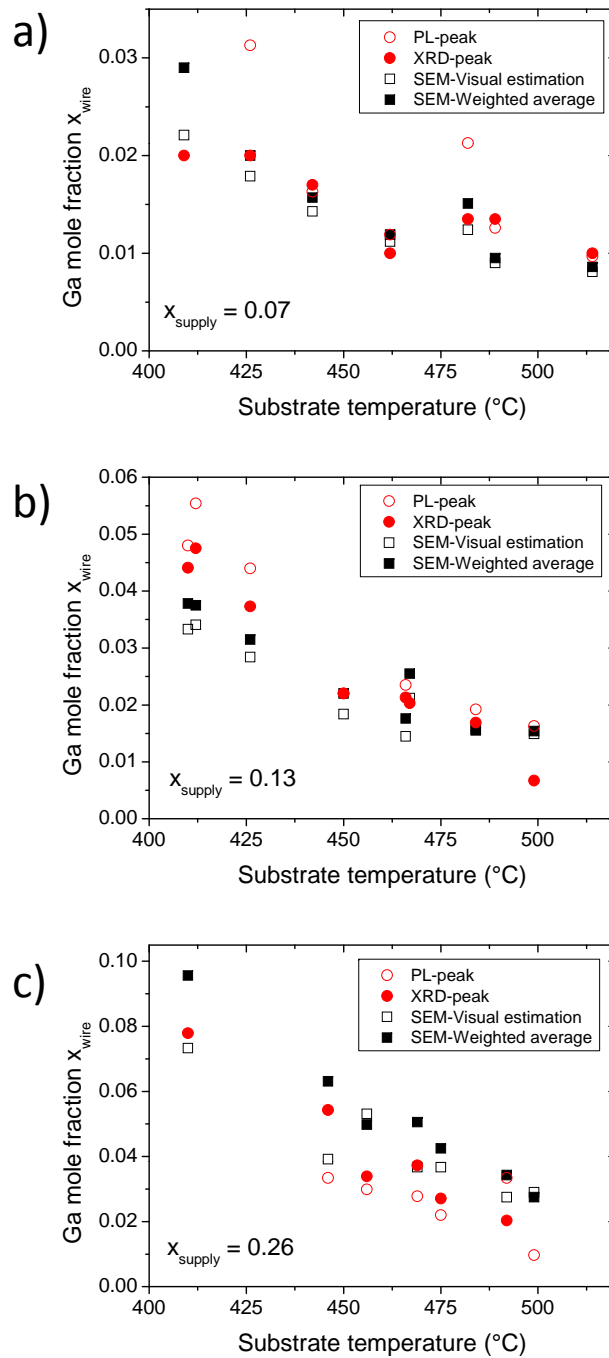 a)
PL-peak
XRD-peak
SEM-Visual estimation
SEM-Weighted average
0.03
0.02
0.01
0.00
Ga mole fraction x_wire
x_supply = 0.07
400 425 450 475 500
Substrate temperature (°C)
b)
PL-peak
XRD-peak
SEM-Visual estimation
SEM-Weighted average
0.06
0.05
0.04
0.03
0.02
0.01
0.00
Ga mole fraction x_wire
x_supply = 0.13
400 425 450 475 500
Substrate temperature (°C)
c)
PL-peak
XRD-peak
SEM-Visual estimation
SEM-Weighted average
0.10
0.08
0.06
0.04
0.02
0.00
Ga mole fraction x_wire
x_supply = 0.26
400 425 450 475 500
Substrate temperature (°C)